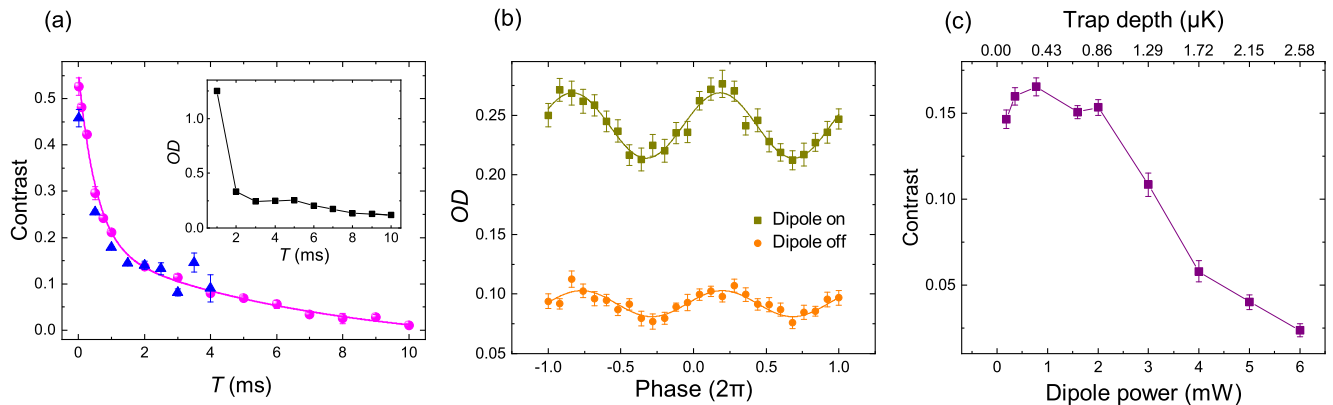 (a)
Contrast
0.5
0.4
0.3
0.2
0.1
0.0
0
2
4
6
8
10
T (ms)
OD
1.0
0.5
0.0
2
4
6
8
10
T (ms)
(b)
OD
0.30
0.25
0.20
0.15
0.10
0.05
-1.0
-0.5
0.0
0.5
1.0
Phase (2π)
Dipole on
Dipole off
(c)
Trap depth (µK)
0.00 0.43 0.86 1.29 1.72 2.15 2.58
Contrast
0.15
0.10
0.05
0
1
2
3
4
5
6
Dipole power (mW)